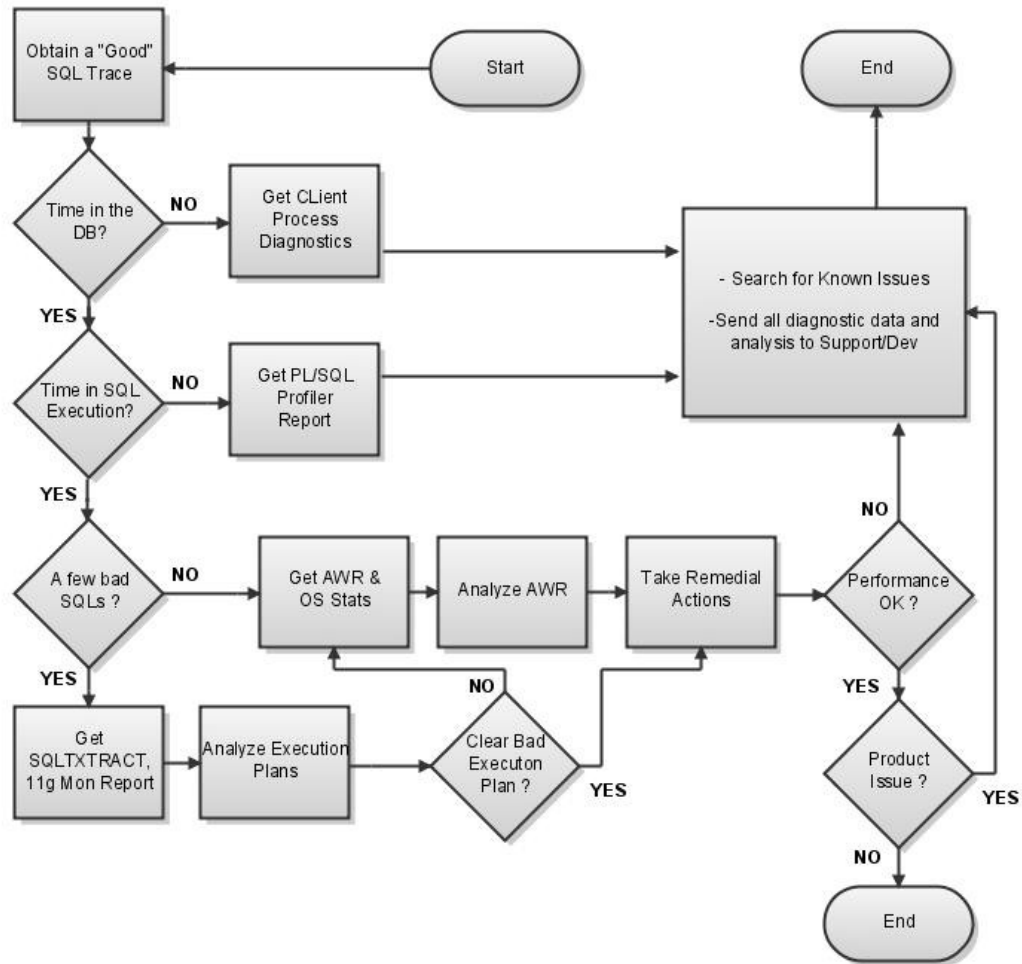 Obtain a "Good"
SQL Trace
Start
End
Time in the
DB?
NO
Get CLient
Process
Diagnostics
- Search for Known Issues
-Send all diagnostic data and
analysis to Support/Dev
YES
Time in SQL
Execution?
NO
Get PL/SQL
Profiler
Report
YES
A few bad
SQLs ?
NO
Get AWR &
OS Stats
Analyze AWR
Take Remedial
Actions
NO
Performance
OK ?
YES
Get
SQLTXTRACT,
11g Mon Report
Analyze Execution
Plans
NO
Clear Bad
Executon
Plan ?
YES
YES
Product
Issue ?
YES
NO
End